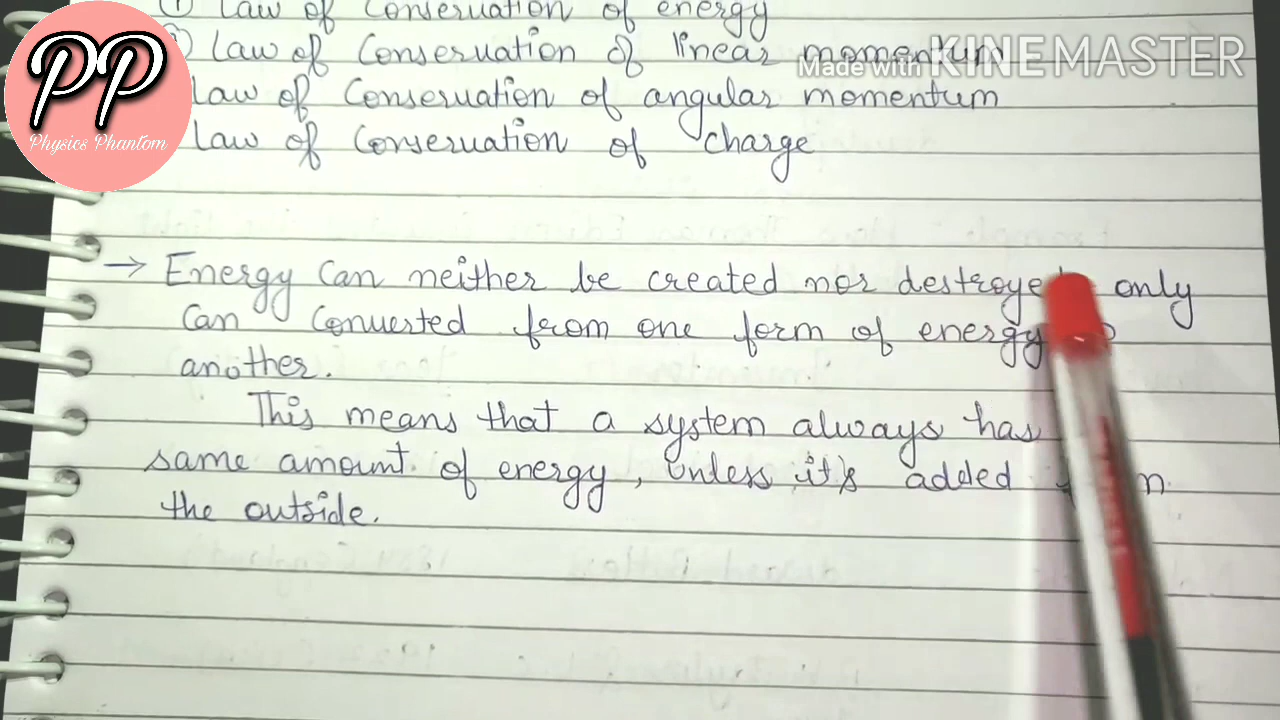 ① Law of Conservation of energy
Law of Conservation of linear momentum
Law of Conservation of angular momentum
Law of Conservation of charge
PP
Physics Phantom
Made with KINEMASTER
→ Energy Can neither be created nor destroye only
Can Converted from one form of energy
another.
This means that a system always has
same amount of energy, unless it's added
the outside.